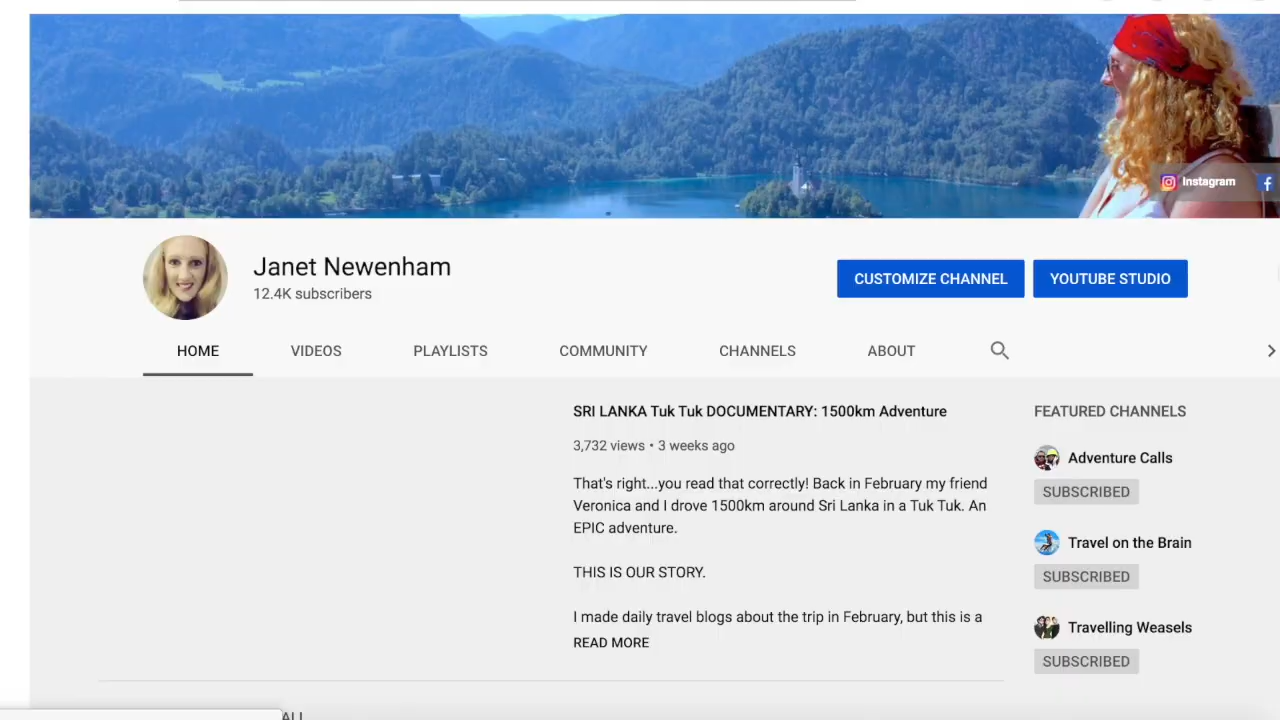 Instagram
Janet Newenham
12.4K subscribers
CUSTOMIZE CHANNEL
YOUTUBE STUDIO
HOME
VIDEOS
PLAYLISTS
COMMUNITY
CHANNELS
ABOUT
SRI LANKA Tuk Tuk DOCUMENTARY: 1500km Adventure
3,732 views • 3 weeks ago
That's right...you read that correctly! Back in February my friend
Veronica and I drove 1500km around Sri Lanka in a Tuk Tuk. An
EPIC adventure.
THIS IS OUR STORY.
I made daily travel blogs about the trip in February, but this is a
READ MORE
FEATURED CHANNELS
Adventure Calls
SUBSCRIBED
Travel on the Brain
SUBSCRIBED
Travelling Weasels
SUBSCRIBED